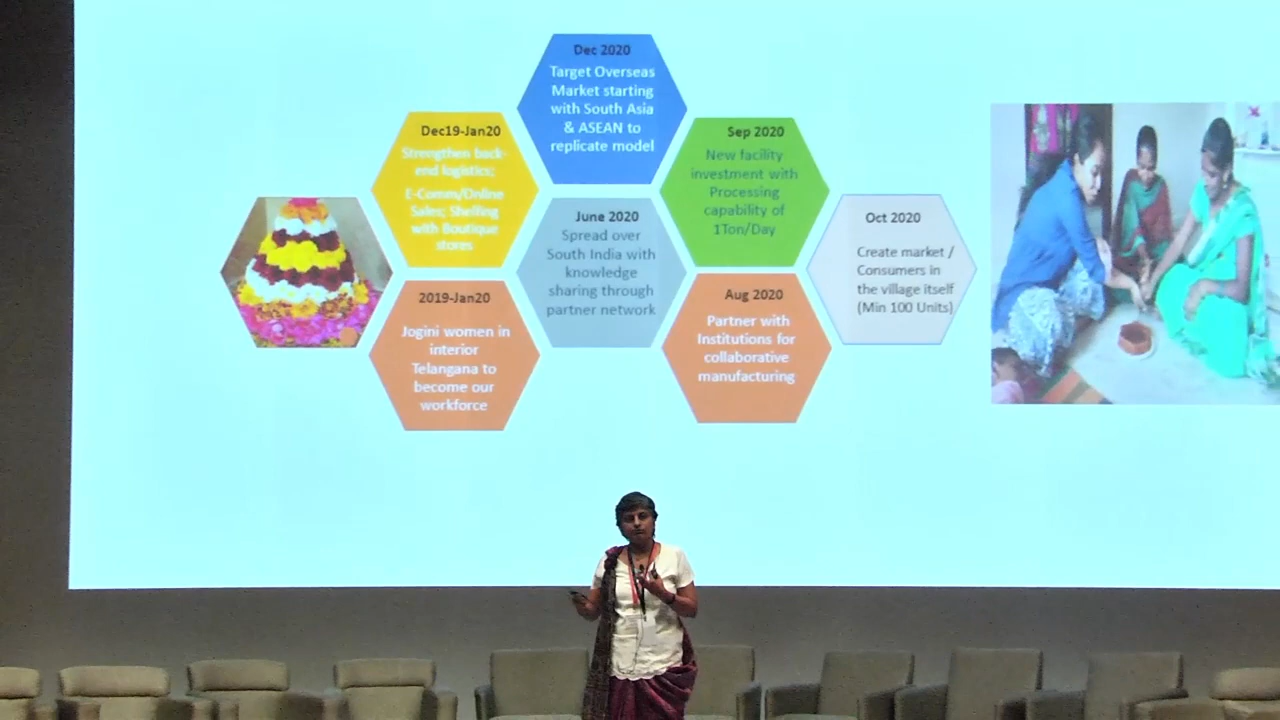 Dec 2020
Target Overseas
Market starting
with South Asia
& ASEAN to
replicate model
Dec19-Jan20
Strengthen back-
end logistics;
E-Comm/Online
Sales; Shelfing
with Boutique
stores
Sep 2020
New facility
investment with
Processing
capability of
1Ton/Day
June 2020
Spread over
South India with
knowledge
sharing through
partner network
Oct 2020
Create market /
Consumers in
the village itself
(Min 100 Units)
2019-Jan20
Jogini women in
interior
Telangana to
become our
workforce
Aug 2020
Partner with
Institutions for
collaborative
manufacturing